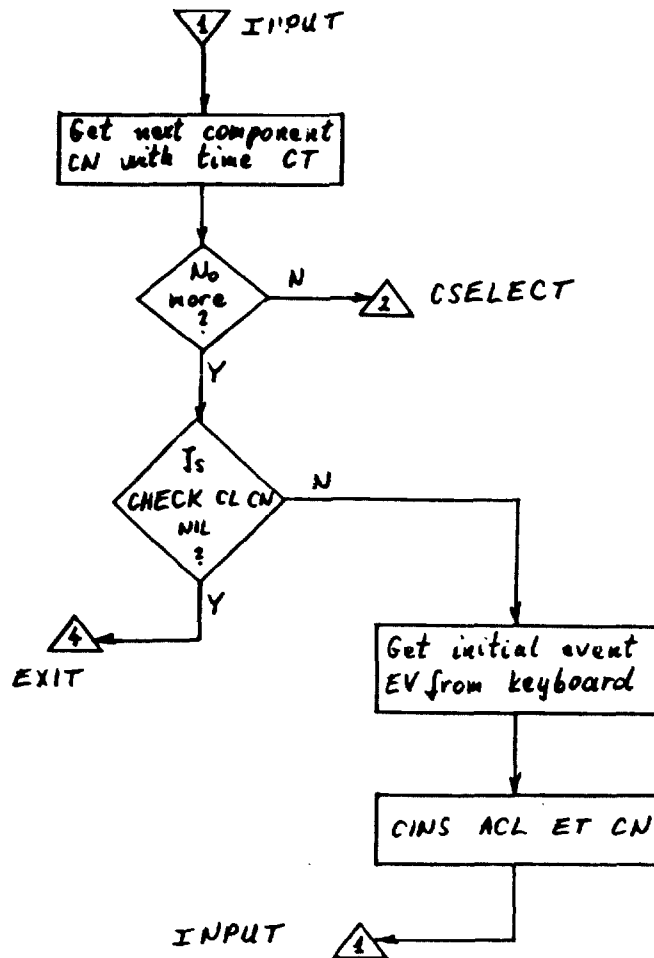 1 INPUT
Get next component
CN with time CT
No
more
?
N
2 CSELECT
Y
Is
CHECK CL CN
NIL
?
N
Y
4
EXIT
Get initial event
EV from keyboard
CINS ACL ET CN
INPUT 1